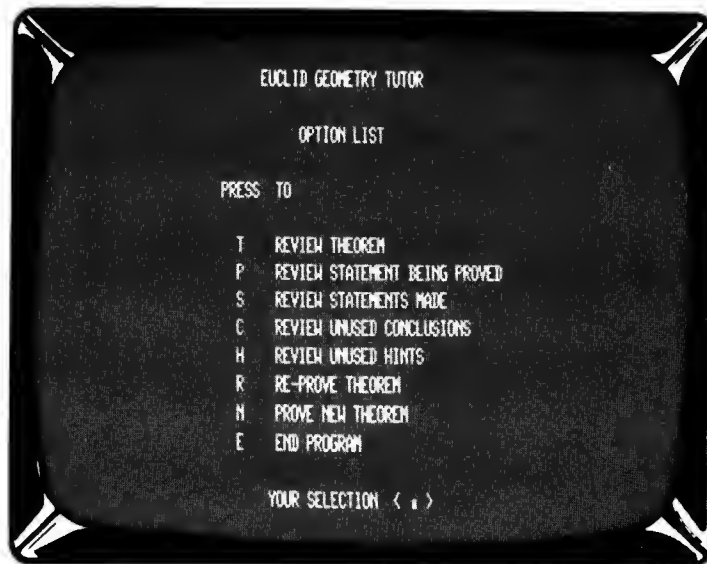 EUCLID GEOMETRY TUTOR
OPTION LIST
PRESS TO
T REVIEW THEOREM
P REVIEW STATEMENT BEING PROVED
S REVIEW STATEMENTS MADE
C REVIEW UNUSED CONCLUSIONS
H REVIEW UNUSED HINTS
R RE-PROVE THEOREM
N PROVE NEW THEOREM
E END PROGRAM
YOUR SELECTION < >